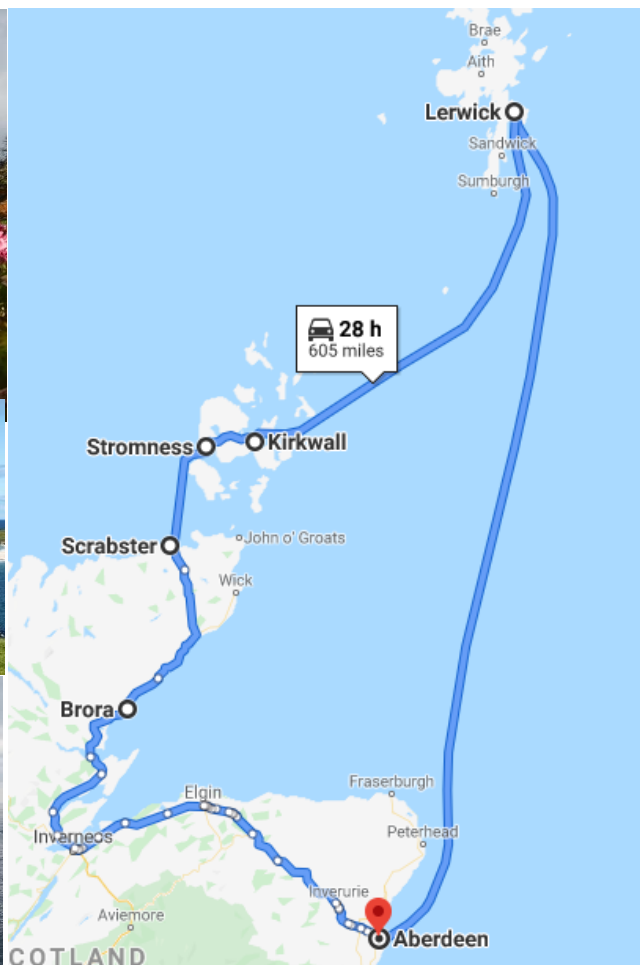 Brae
Aith
Lerwick
Sandwick
Sumburgh
28 h
605 miles
Stromness
Kirkwall
Scrabster
John o' Groats
Wick
Brora
Fraserburgh
Elgin
Peterhead
Inverness
Inverurie
Aviemore
Aberdeen
COTLAND